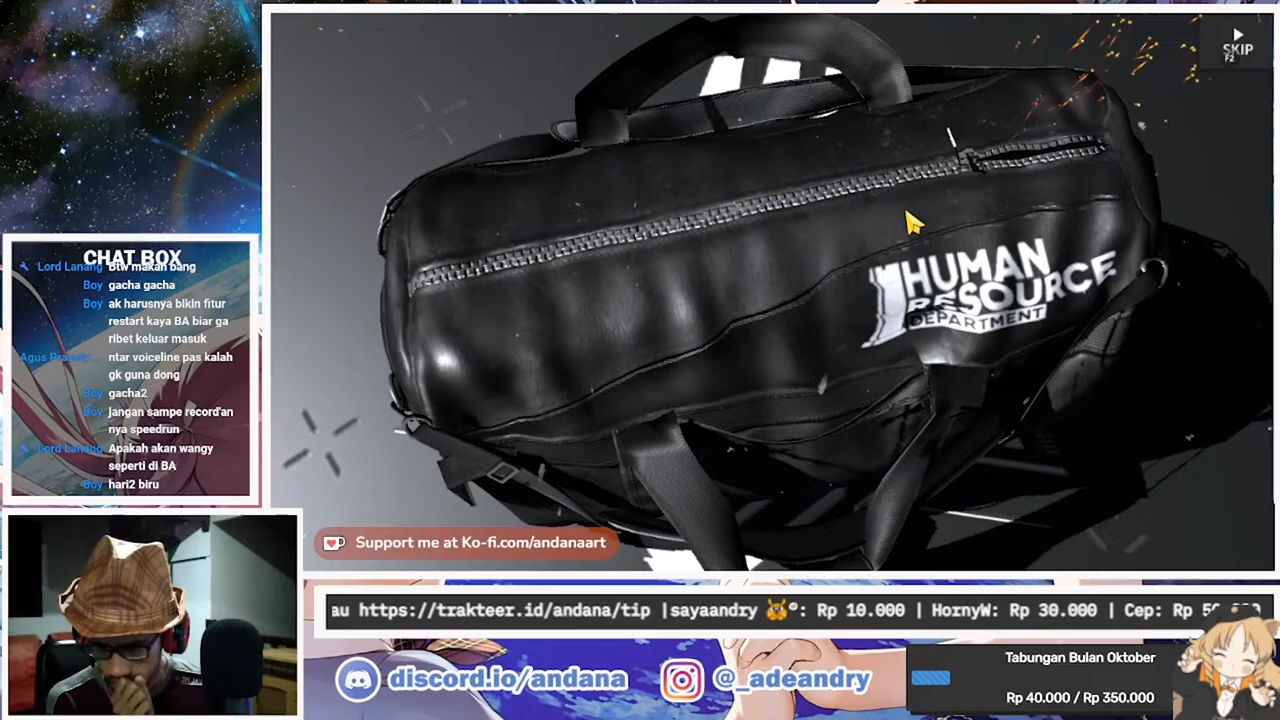 SKIP
F2
HUMAN
RESOURCE
DEPARTMENT
CHAT BOX
Lord Lanang Btw makan bang
Boy gacha gacha
Boy ak harusnya bikin fitur
restart kaya BA biar ga
ribet keluar masuk
Agus ntar voiceline pas kalah
gk guna dong
Boy gacha2
Boy jangan sampe record'an
nya speedrun
Lord Lanang Apakah akan wangy
seperti di BA
Boy hari2 biru
Support me at Ko-fi.com/andanaart
au https://trakteer.id/andana/tip |sayaandry : Rp 10.000 | HornyW: Rp 30.000 | Cep: Rp
discord.io/andana
@_adeandry
Tabungan Bulan Oktober
Rp 40.000 / Rp 350.000